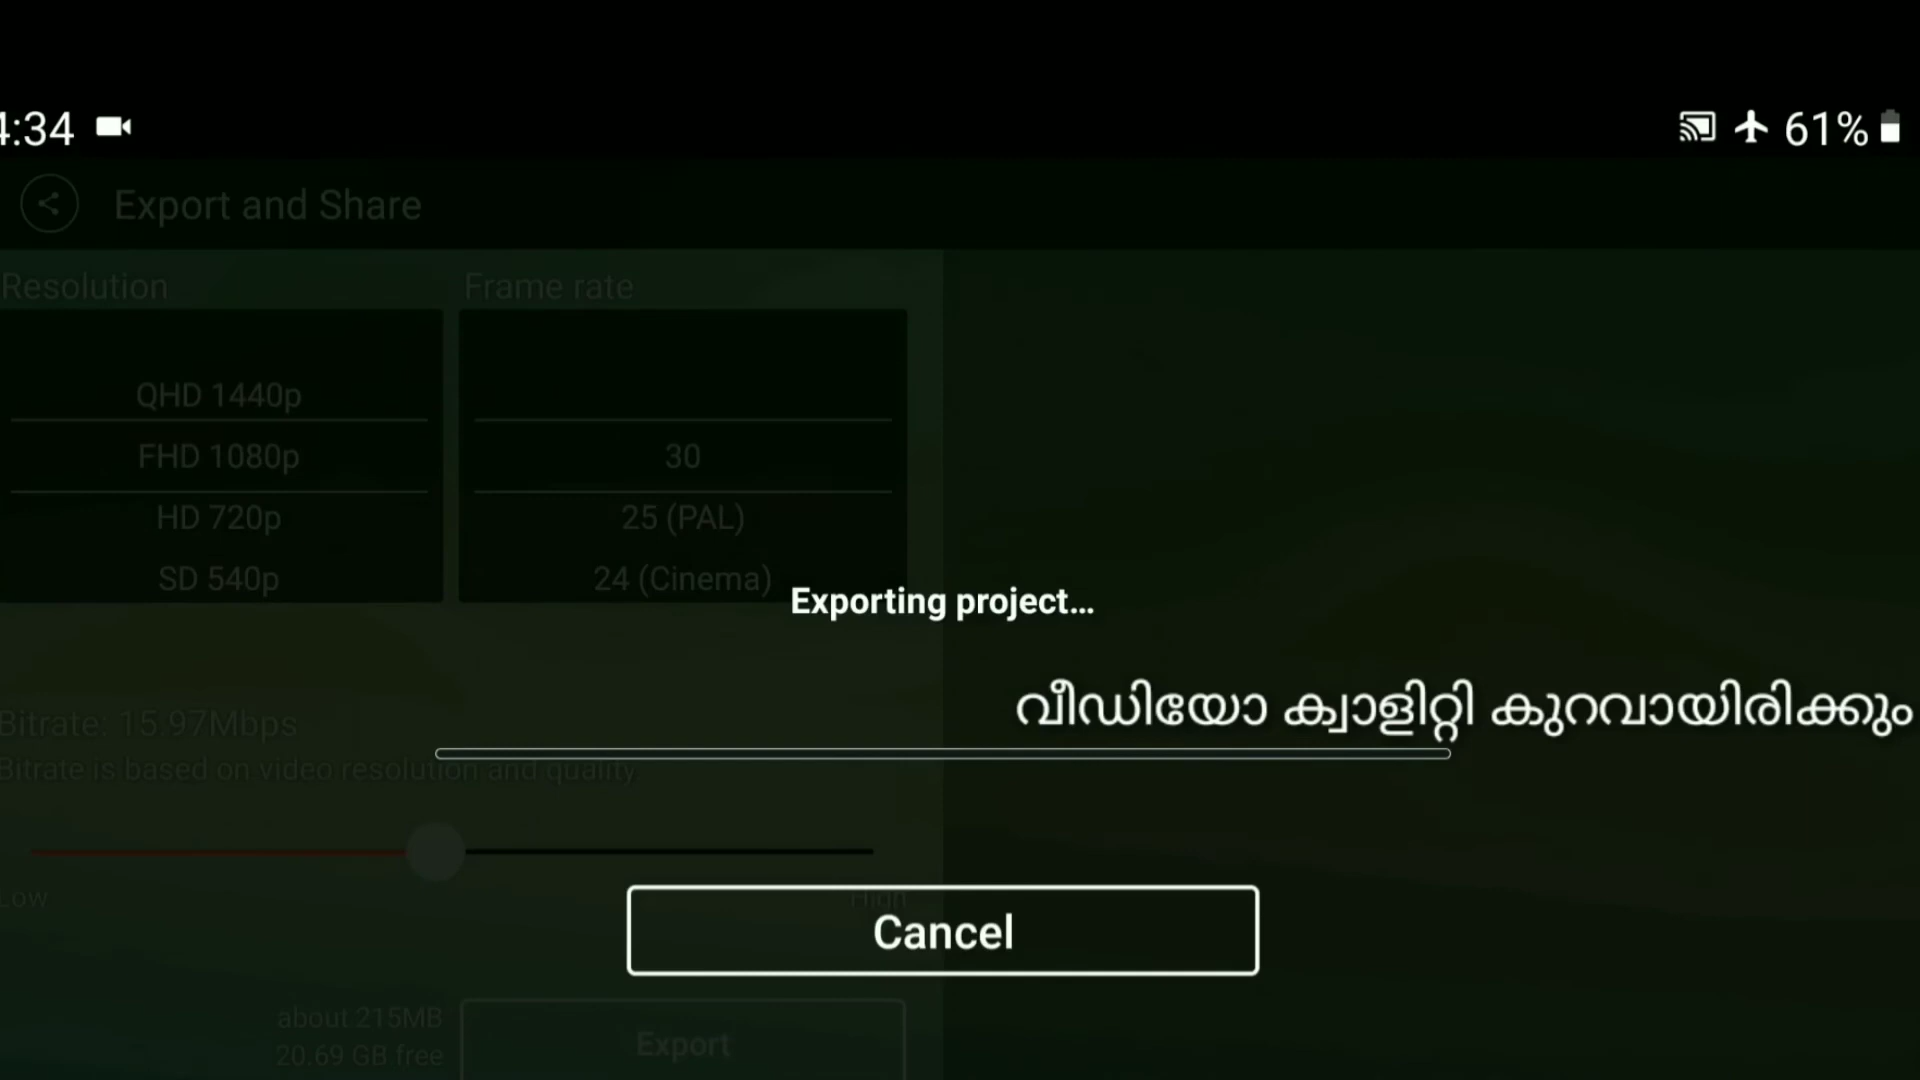 4:34
61%
Export and Share
Resolution
Frame rate
QHD 1440p
FHD 1080p
30
HD 720p
25 (PAL)
SD 540p
24 (Cinema)
Exporting project...
വീഡിയോ ക്വാളിറ്റി കുറവായിരിക്കും
Bitrate: 15.97Mbps
Bitrate is based on video resolution and quality.
Low
High
Cancel
about 215MB
20.69 GB free
Export